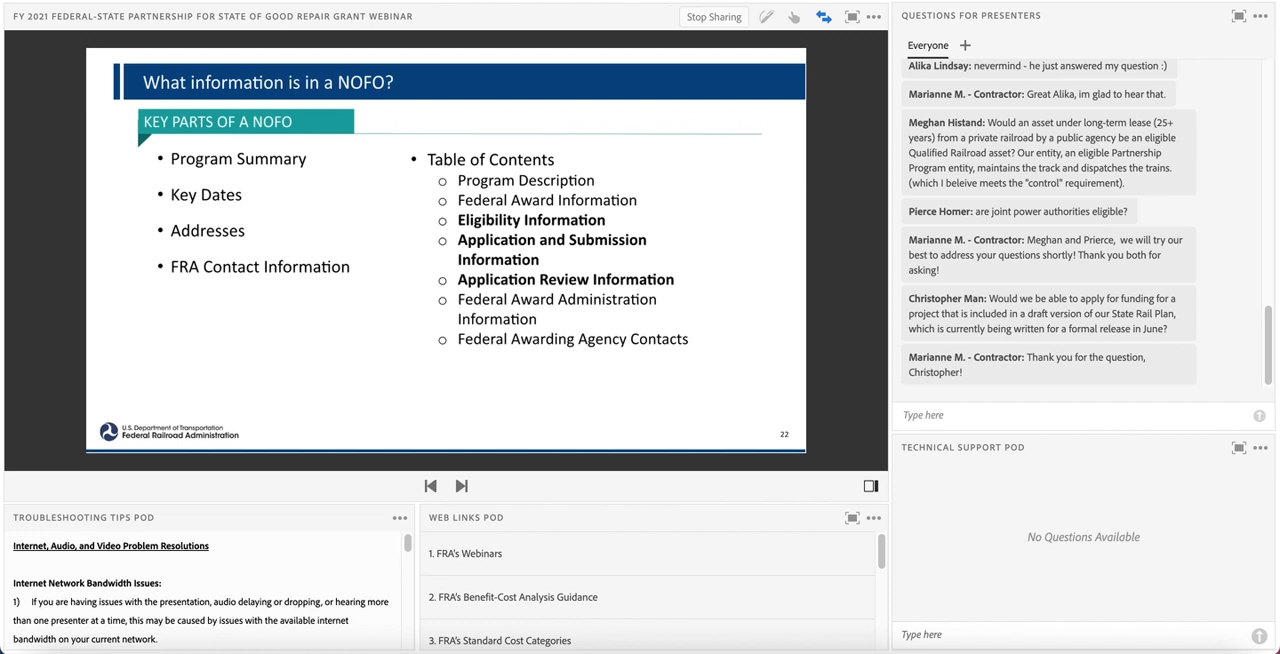 FY 2021 FEDERAL-STATE PARTNERSHIP FOR STATE OF GOOD REPAIR GRANT WEBINAR
Stop Sharing
What information is in a NOFO?
KEY PARTS OF A NOFO
• Program Summary
• Key Dates
• Addresses
• FRA Contact Information
• Table of Contents
o Program Description
o Federal Award Information
o Eligibility Information
o Application and Submission
Information
o Application Review Information
o Federal Award Administration
Information
o Federal Awarding Agency Contacts
U.S. Department of Transportation
Federal Railroad Administration
22
TROUBLESHOOTING TIPS POD
Internet, Audio, and Video Problem Resolutions
Internet Network Bandwidth Issues:
1) If you are having issues with the presentation, audio delaying or dropping, or hearing more
than one presenter at a time, this may be caused by issues with the available internet
bandwidth on your current network.
WEB LINKS POD
1. FRA's Webinars
2. FRA's Benefit-Cost Analysis Guidance
3. FRA's Standard Cost Categories
QUESTIONS FOR PRESENTERS
Everyone
Alika Lindsay: nevermind - he just answered my question :)
Marianne M. - Contractor: Great Alika, im glad to hear that.
Meghan Histand: Would an asset under long-term lease (25+
years) from a private railroad by a public agency be an eligible
Qualified Railroad asset? Our entity, an eligible Partnership
Program entity, maintains the track and dispatches the trains.
(which I beleive meets the "control" requirement).
Pierce Homer: are joint power authorities eligible?
Marianne M. - Contractor: Meghan and Prierce, we will try our
best to address your questions shortly! Thank you both for
asking!
Christopher Man: Would we be able to apply for funding for a
project that is included in a draft version of our State Rail Plan,
which is currently being written for a formal release in June?
Marianne M. - Contractor: Thank you for the question,
Christopher!
Type here
TECHNICAL SUPPORT POD
No Questions Available
Type here